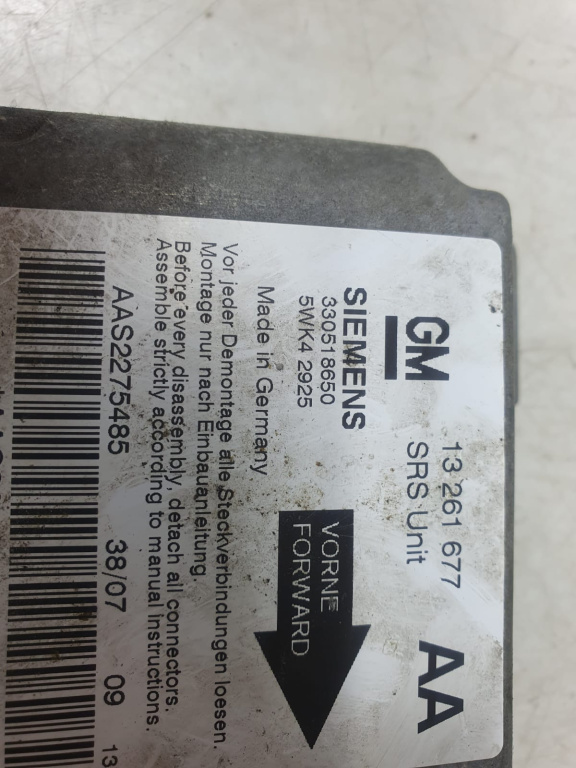 GM 13 261 677 AA
SRS Unit
SIEMENS
330518650
5WK4 2925
VORNE
FORWARD
Made in Germany
Vor jeder Demontage alle Steckverbindungen loesen.
Montage nur nach Einbauanleitung.
Before every disassembly, detach all connectors.
Assemble strictly according to manual instructions.
AAS2275485 38/07 09 13